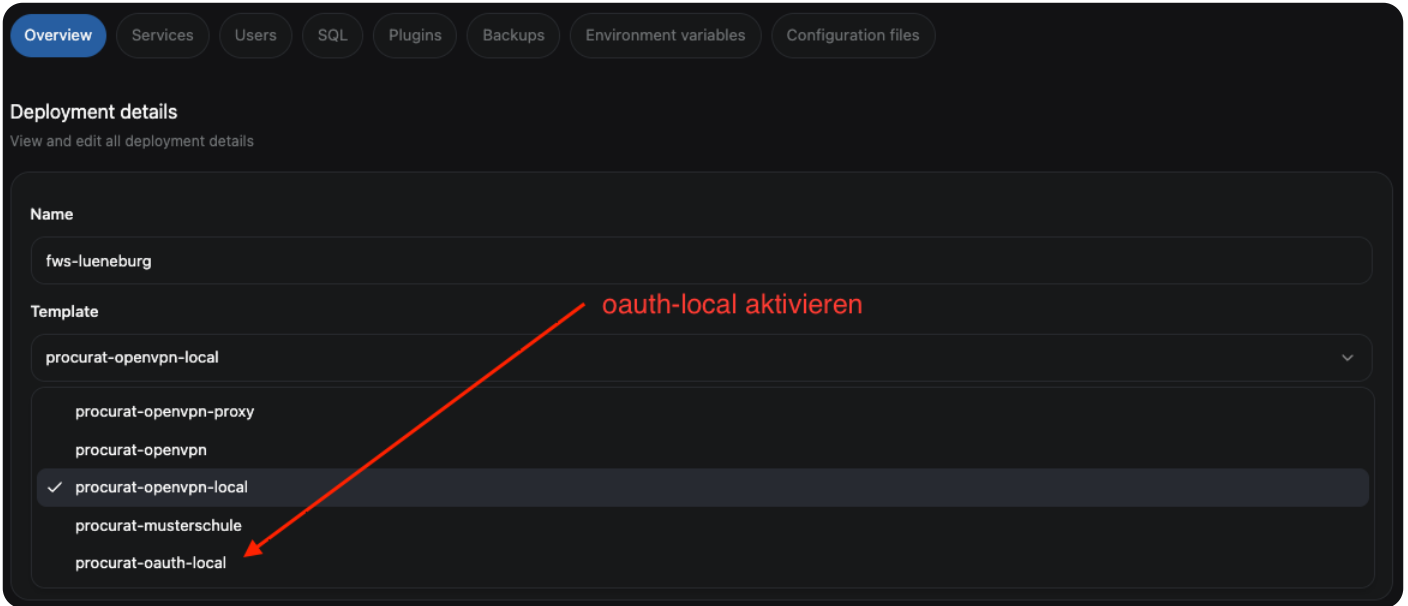 Overview Services Users SQL Plugins Backups Environment variables Configuration files
Deployment details
View and edit all deployment details
Name
fws-lueneburg
oauth-local aktivieren
Template
procurat-openvpn-local
procurat-openvpn-proxy
procurat-openvpn
procurat-openvpn-local
procurat-musterschule
procurat-oauth-local